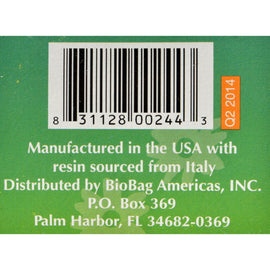 8 31128 00244 3
Q2 2014
Manufactured in the USA with
resin sourced from Italy
Distributed by BioBag Americas, INC.
P.O. Box 369
Palm Harbor, FL 34682-0369